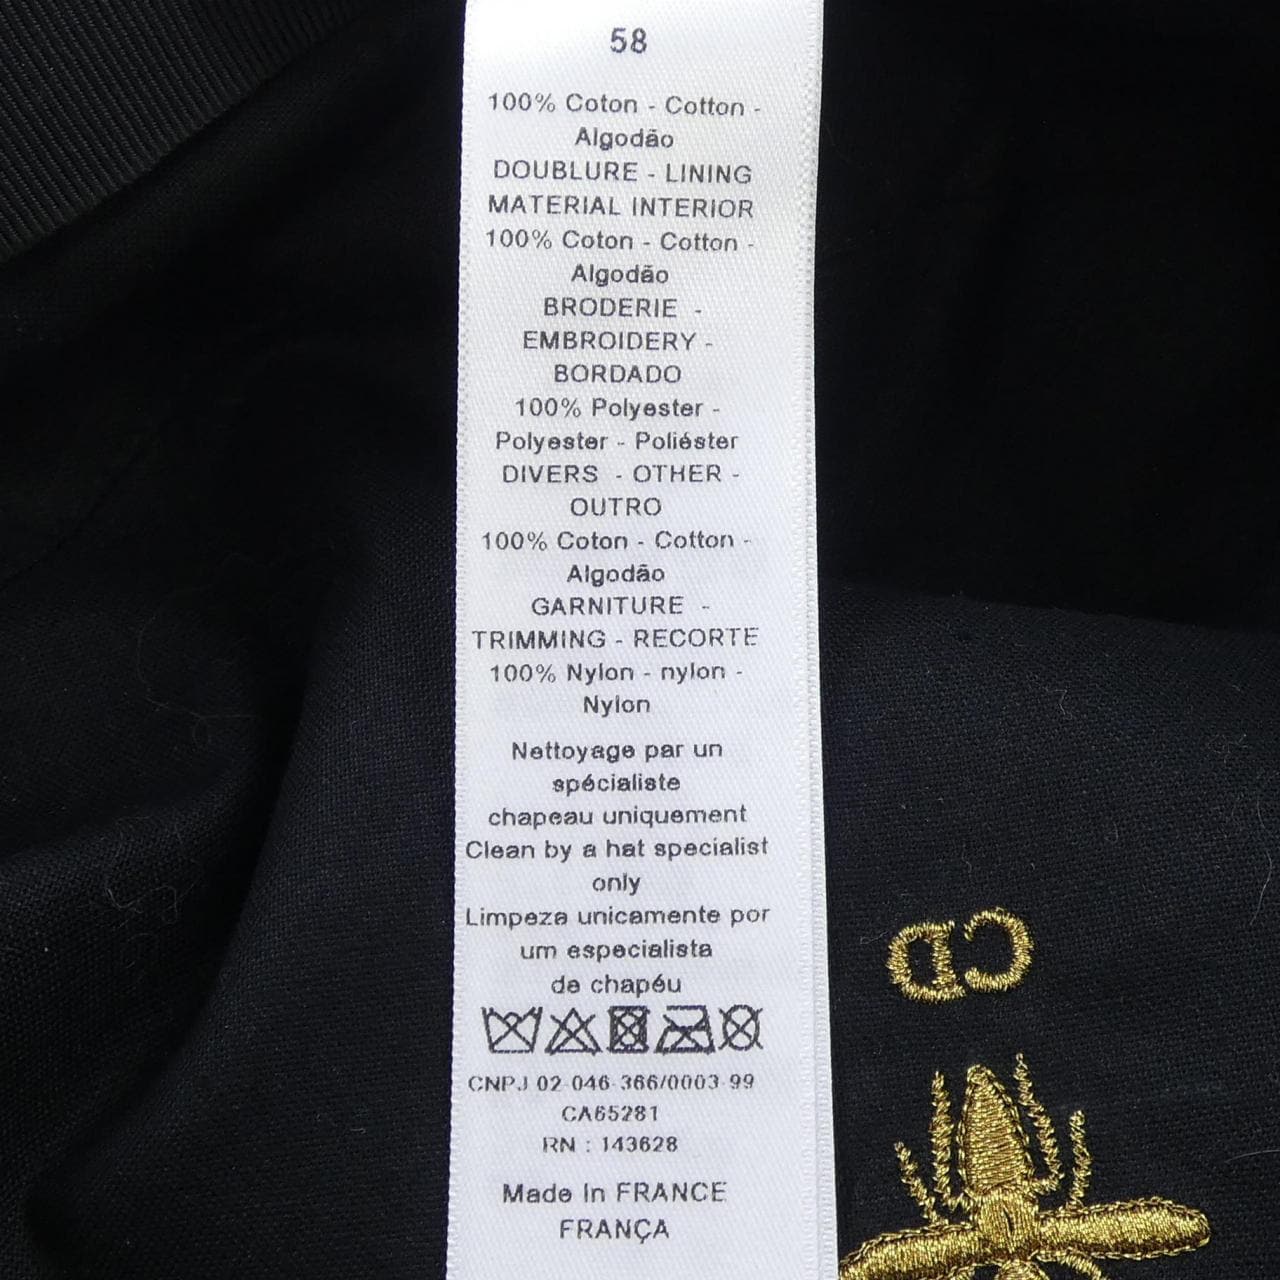 58
100% Coton - Cotton -
Algodão
DOUBLURE - LINING
MATERIAL INTERIOR
100% Coton - Cotton -
Algodão
BRODERIE -
EMBROIDERY -
BORDADO
100% Polyester -
Polyester - Poliéster
DIVERS - OTHER -
OUTRO
100% Coton - Cotton -
Algodão
GARNITURE -
TRIMMING - RECORTE
100% Nylon - nylon -
Nylon
Nettoyage par un
spécialiste
chapeau uniquement
Clean by a hat specialist
only
Limpeza unicamente por
um especialista
de chapéu
CNPJ 02-046-366/0003-99
CA65281
RN : 143628
Made In FRANCE
FRANÇA
CD